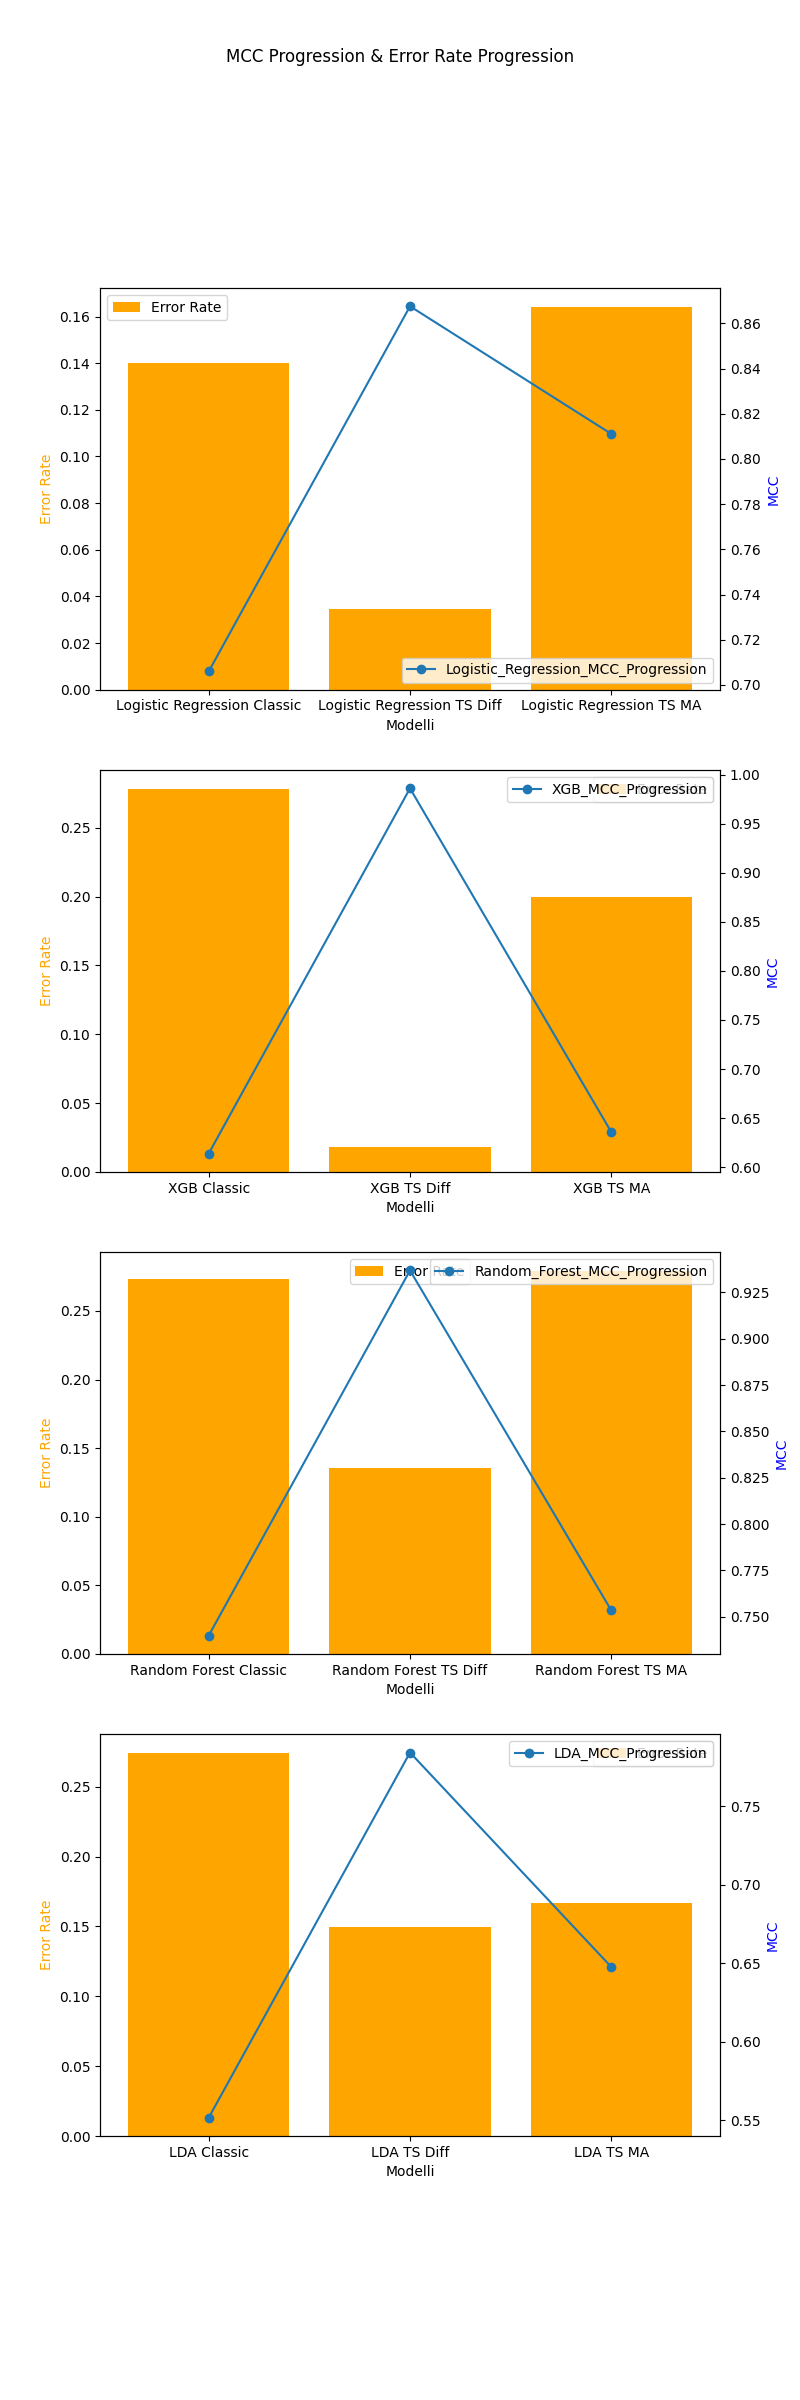 MCC Progression & Error Rate Progression
Error Rate
0.16
0.14
0.12
0.10
0.08
0.06
0.04
0.02
0.00
Error Rate
0.86
0.84
0.82
0.80
0.78
0.76
0.74
0.72
0.70
MCC
Logistic_Regression_MCC_Progression
Logistic Regression Classic
Logistic Regression TS Diff
Logistic Regression TS MA
Modelli
XGB_MCC_Progression
0.25
0.20
0.15
0.10
0.05
0.00
Error Rate
1.00
0.95
0.90
0.85
0.80
0.75
0.70
0.65
0.60
MCC
XGB Classic
XGB TS Diff
XGB TS MA
Modelli
Error Rate
Random_Forest_MCC_Progression
0.25
0.20
0.15
0.10
0.05
0.00
Error Rate
0.925
0.900
0.875
0.850
0.825
0.800
0.775
0.750
MCC
Random Forest Classic
Random Forest TS Diff
Random Forest TS MA
Modelli
LDA_MCC_Progression
0.25
0.20
0.15
0.10
0.05
0.00
Error Rate
0.75
0.70
0.65
0.60
0.55
MCC
LDA Classic
LDA TS Diff
LDA TS MA
Modelli